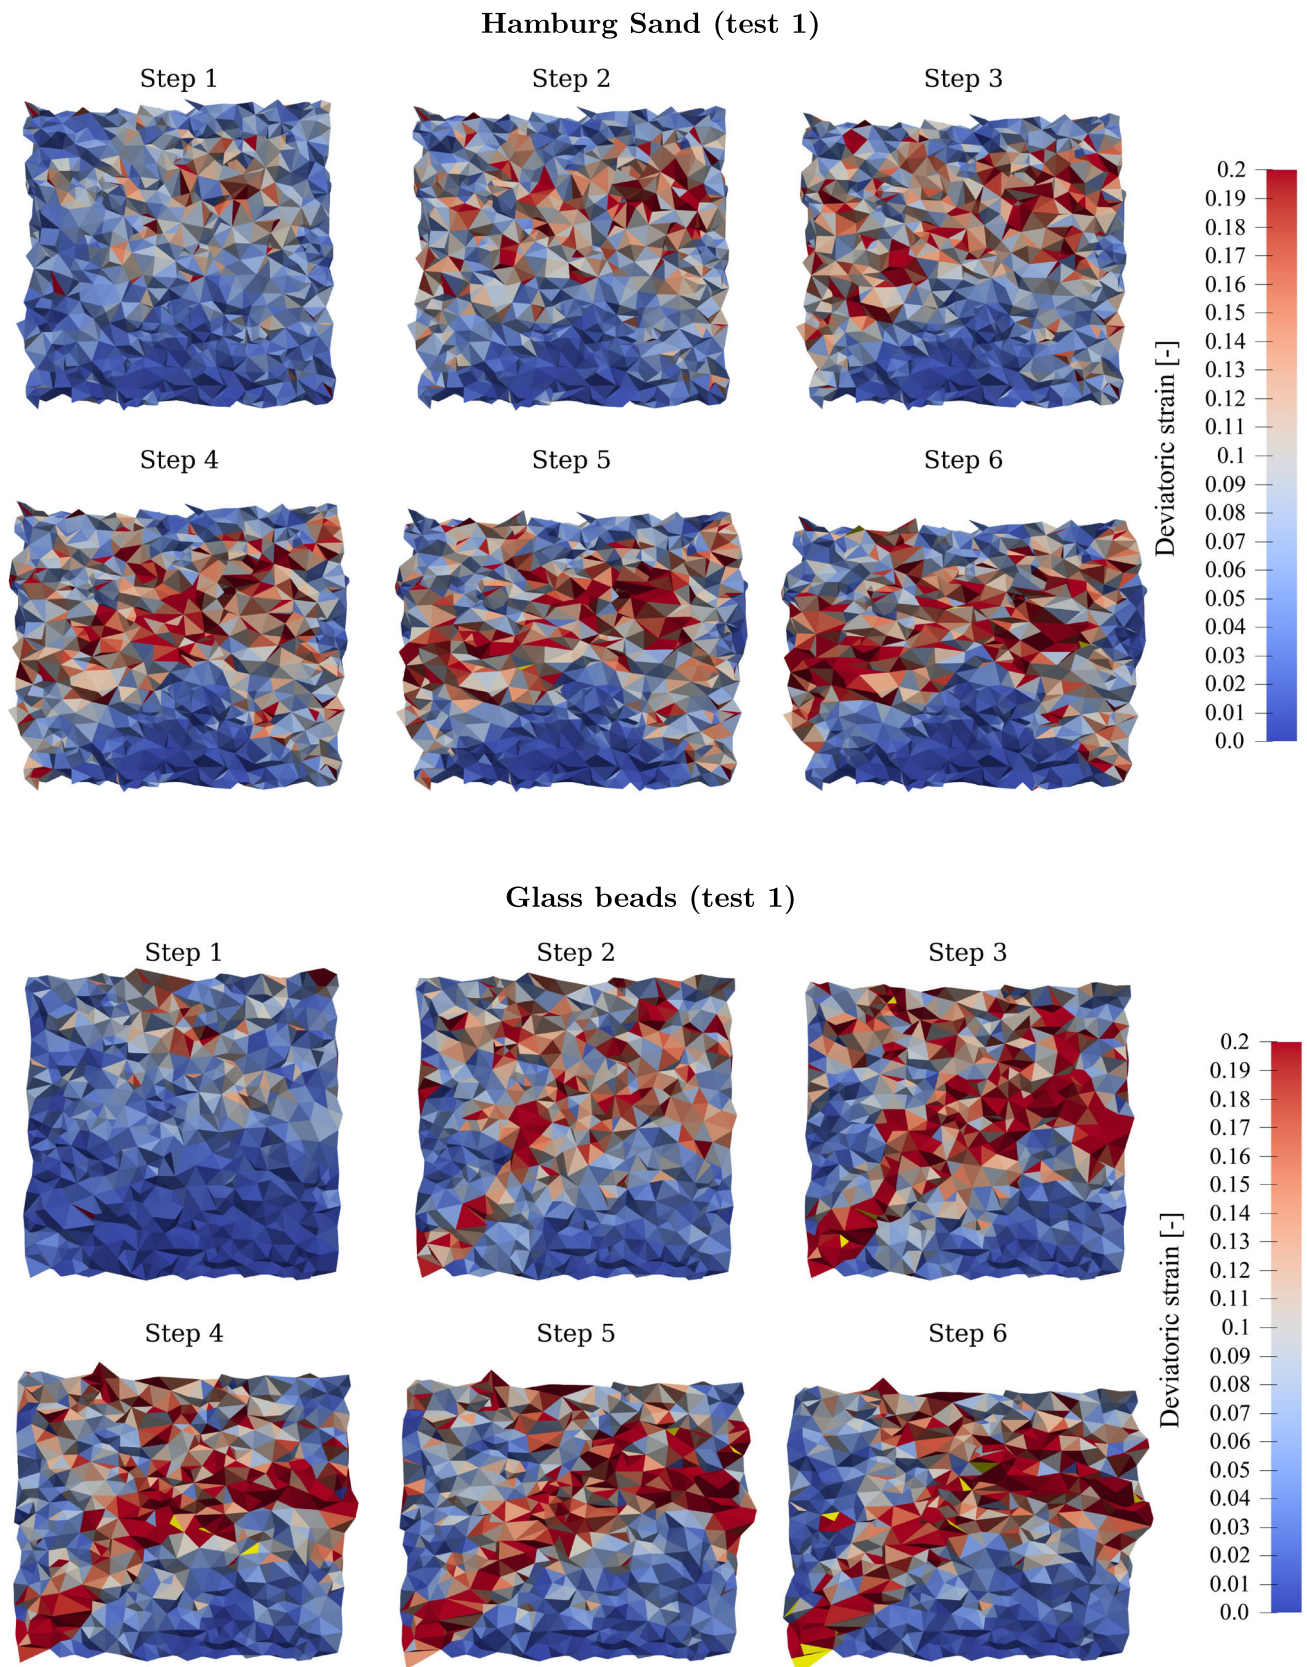 Hamburg Sand (test 1)
Step 1
Step 2
Step 3
Step 4
Step 5
Step 6
Deviatoric strain [-]
0.2
0.19
0.18
0.17
0.16
0.15
0.14
0.13
0.12
0.11
0.1
0.09
0.08
0.07
0.06
0.05
0.04
0.03
0.02
0.01
0.0
Glass beads (test 1)
Step 1
Step 2
Step 3
Step 4
Step 5
Step 6
Deviatoric strain [-]
0.2
0.19
0.18
0.17
0.16
0.15
0.14
0.13
0.12
0.11
0.1
0.09
0.08
0.07
0.06
0.05
0.04
0.03
0.02
0.01
0.0